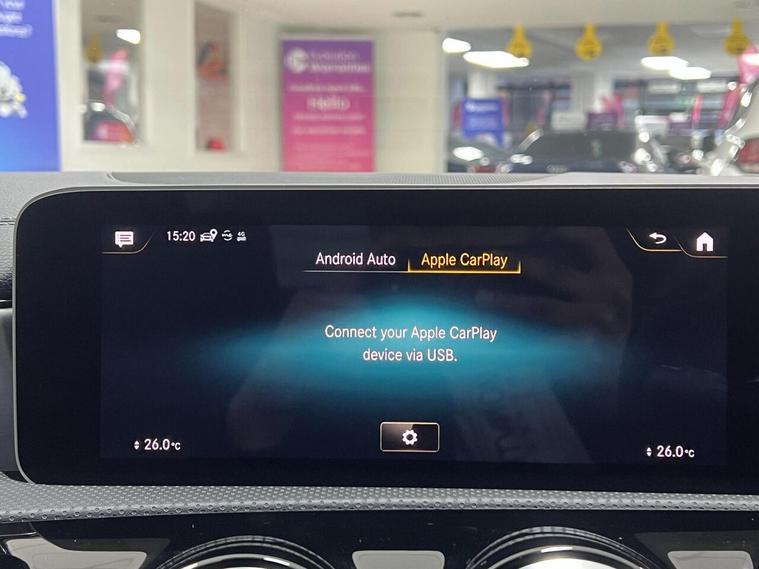 Warranties
Hello
15:20
4G
Android Auto
Apple CarPlay
Connect your Apple CarPlay
device via USB.
26.0°C
26.0°C